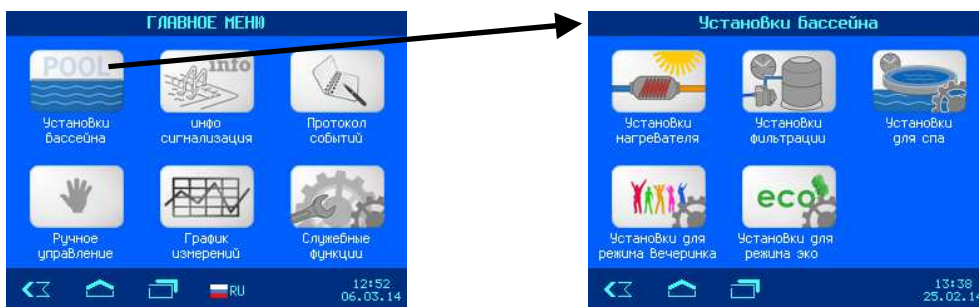 ГЛАВНОЕ МЕНЮ
POOL
info
Установки
бассейна
инфо
сигнализация
Протокол
событий
Ручное
управление
График
измерений
Служебные
функции
RU
12:52
06.03.14
Установки бассейна
Установки
нагревателя
Установки
фильтрации
Установки
для спа
eco
Установки для
режима Вечеринка
Установки для
режима эко
13:38
25.02.14